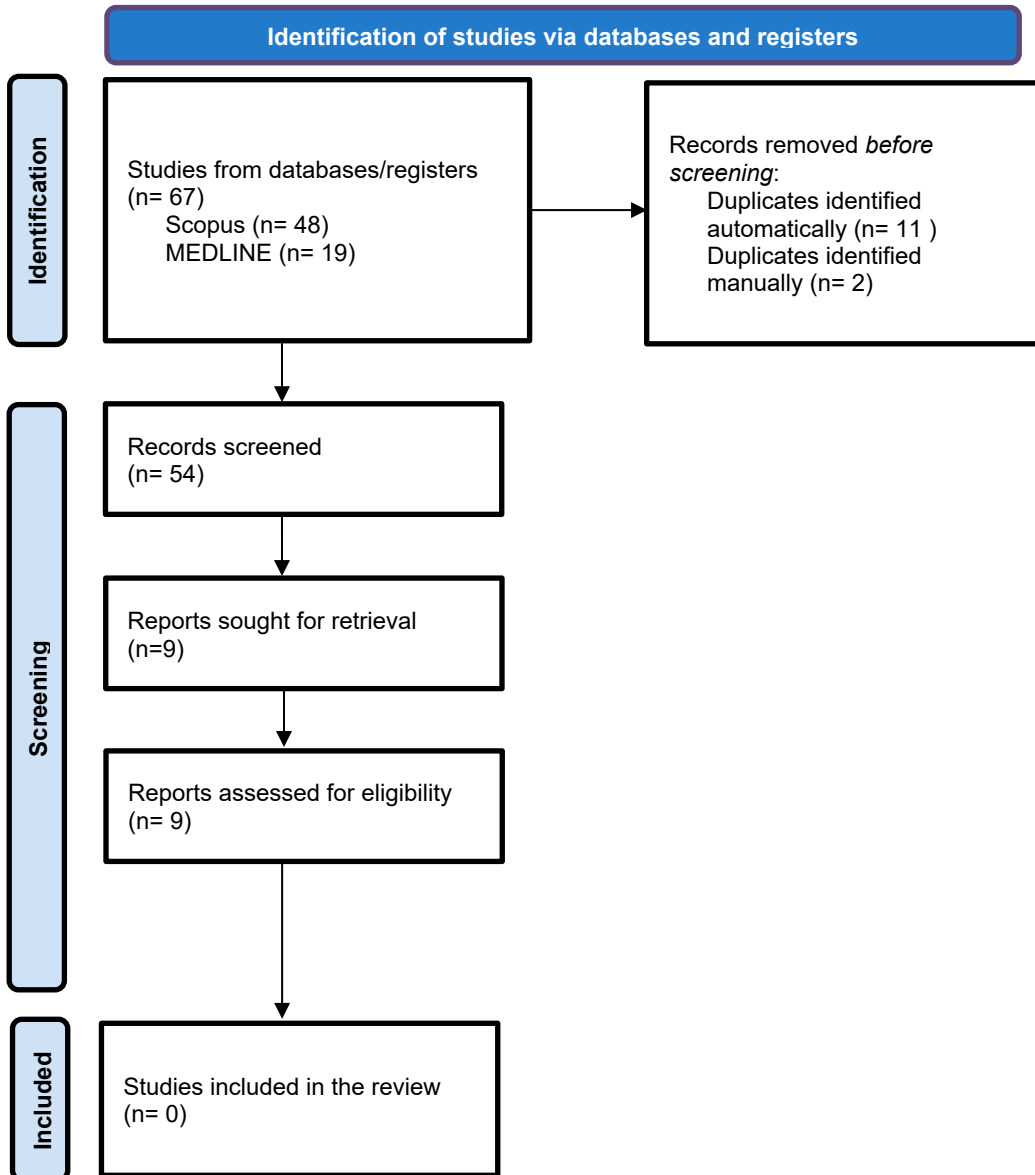 Identification of studies via databases and registers
Identification
Studies from databases/registers
(n= 67)
Scopus (n= 48)
MEDLINE (n= 19)
Records removed before
screening:
Duplicates identified
automatically (n= 11 )
Duplicates identified
manually (n= 2)
Screening
Records screened
(n= 54)
Reports sought for retrieval
(n=9)
Reports assessed for eligibility
(n= 9)
Included
Studies included in the review
(n= 0)